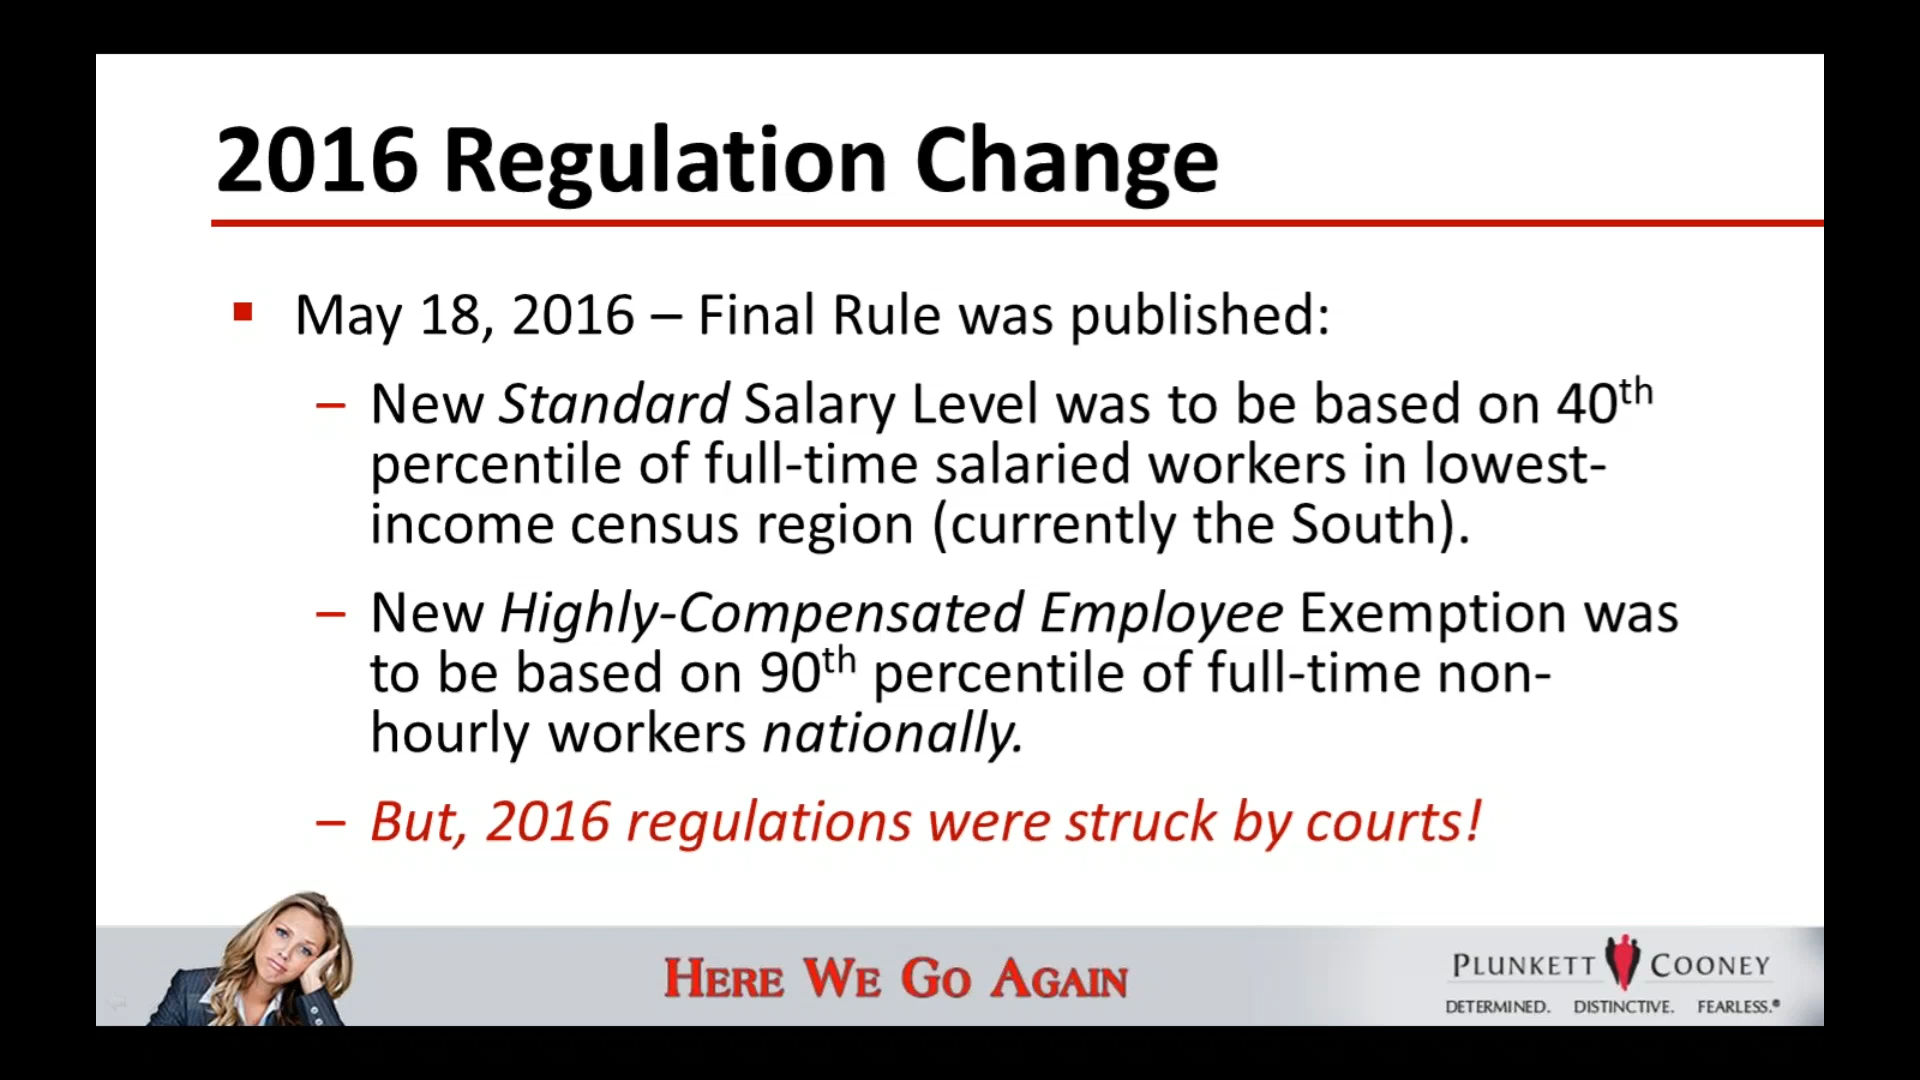 2016 Regulation Change
▪ May 18, 2016 – Final Rule was published:
– New Standard Salary Level was to be based on 40th
percentile of full-time salaried workers in lowest-
income census region (currently the South).
– New Highly-Compensated Employee Exemption was
to be based on 90th percentile of full-time non-
hourly workers nationally.
– But, 2016 regulations were struck by courts!
HERE WE GO AGAIN
PLUNKETT COONEY
DETERMINED. DISTINCTIVE. FEARLESS.®